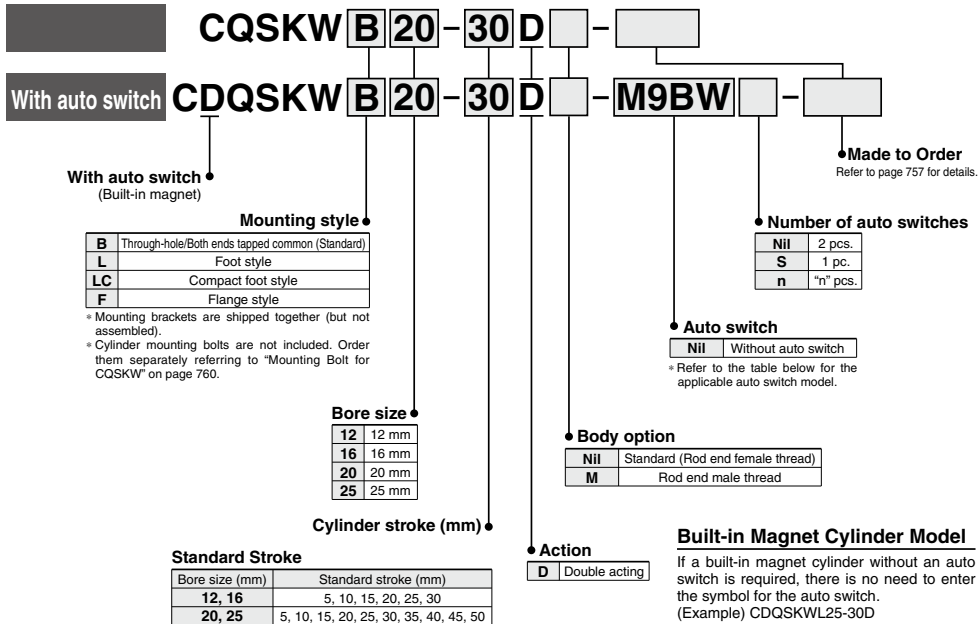 CQSKW B 20 – 30 D –
With auto switch CDQSKW B 20 – 30 D – M9BW –
With auto switch
(Built-in magnet)
Made to Order
Refer to page 757 for details.
Mounting style
B Through-hole/Both ends tapped common (Standard)
L Foot style
LC Compact foot style
F Flange style
* Mounting brackets are shipped together (but not
assembled).
* Cylinder mounting bolts are not included. Order
them separately referring to “Mounting Bolt for
CQSKW” on page 760.
Number of auto switches
Nil 2 pcs.
S 1 pc.
n “n” pcs.
Auto switch
Nil Without auto switch
* Refer to the table below for the
applicable auto switch model.
Bore size
12 12 mm
16 16 mm
20 20 mm
25 25 mm
Body option
Nil Standard (Rod end female thread)
M Rod end male thread
Cylinder stroke (mm)
Standard Stroke
Bore size (mm) Standard stroke (mm)
12, 16 5, 10, 15, 20, 25, 30
20, 25 5, 10, 15, 20, 25, 30, 35, 40, 45, 50
Action
D Double acting
Built-in Magnet Cylinder Model
If a built-in magnet cylinder without an auto
switch is required, there is no need to enter
the symbol for the auto switch.
(Example) CDQSKWL25-30D